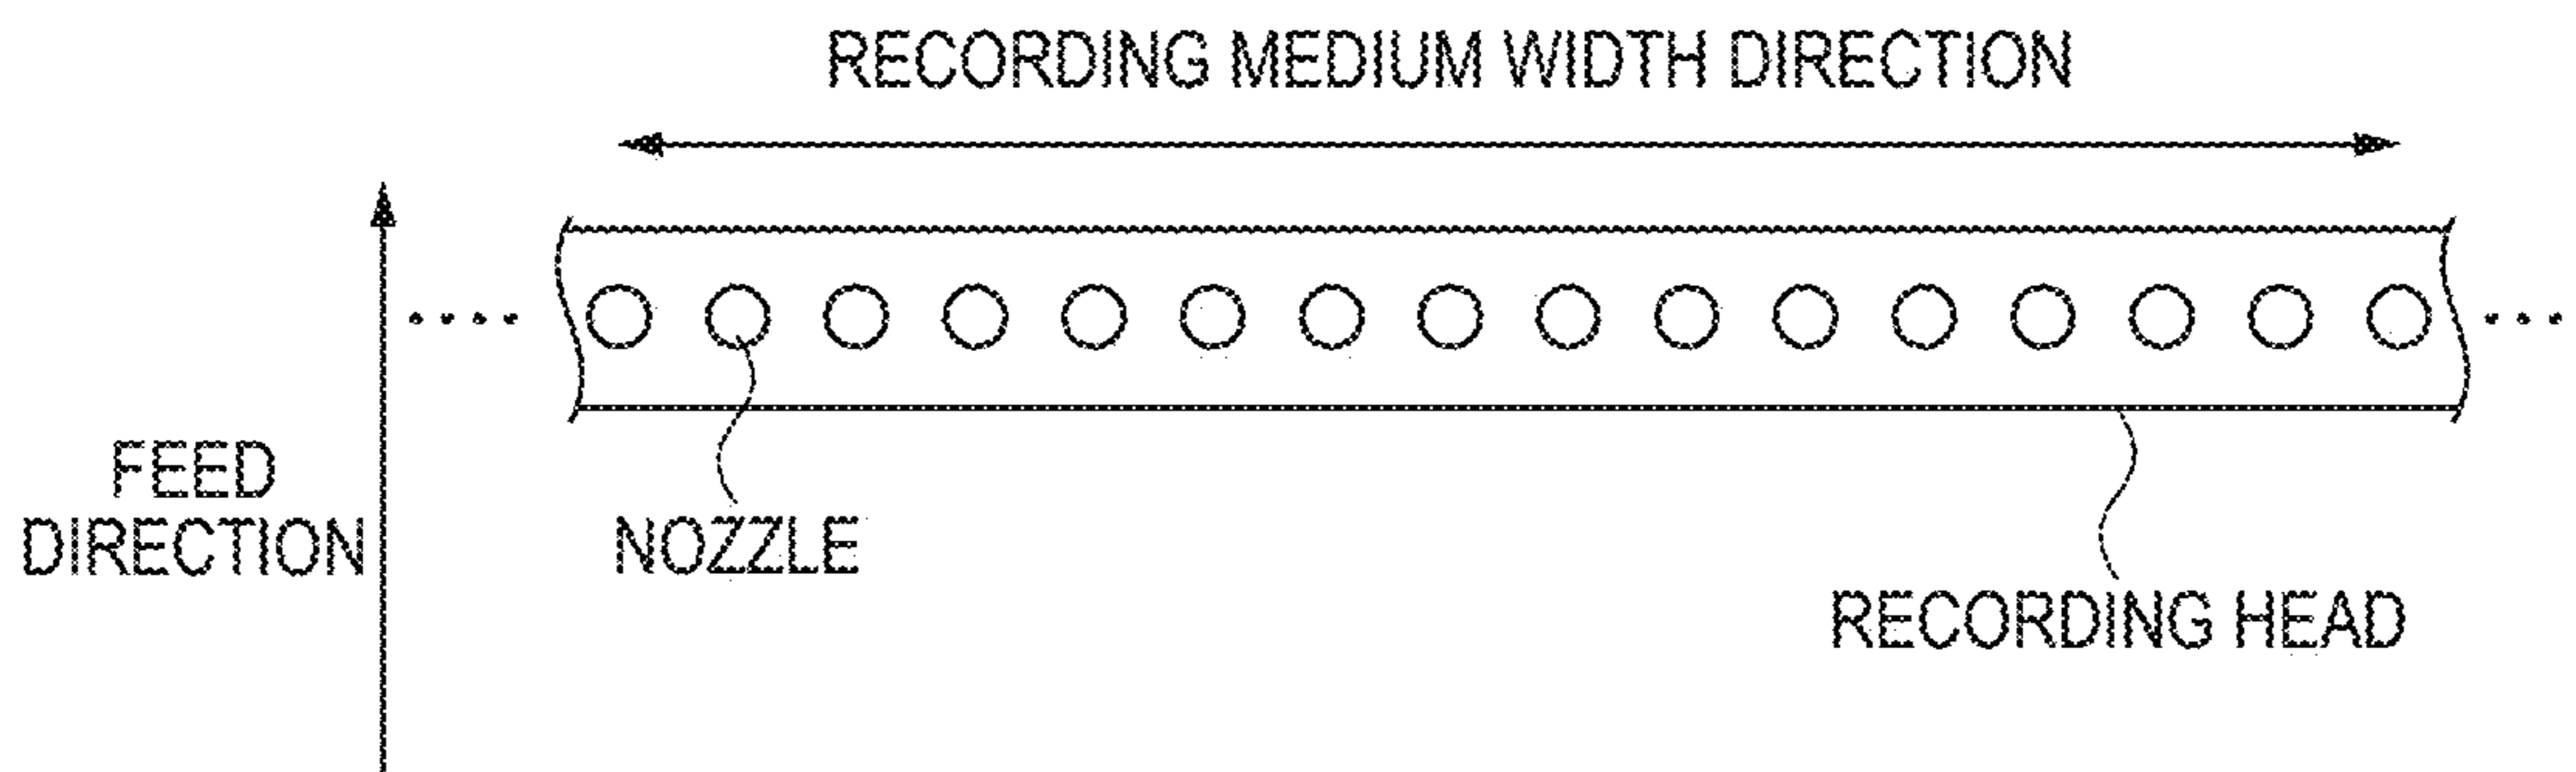 RECORDING MEDIUM WIDTH DIRECTION
FEED
DIRECTION
NOZZLE
RECORDING HEAD